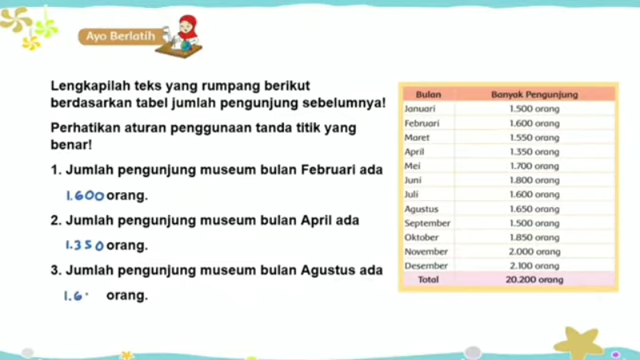 Ayo Berlatih
Lengkapilah teks yang rumpang berikut
berdasarkan tabel jumlah pengunjung sebelumnya!
Perhatikan aturan penggunaan tanda titik yang
benar!
1. Jumlah pengunjung museum bulan Februari ada
1.600 orang.
2. Jumlah pengunjung museum bulan April ada
1.350 orang.
3. Jumlah pengunjung museum bulan Agustus ada
1.6 orang.
Bulan Banyak Pengunjung
Januari 1.500 orang
Februari 1.600 orang
Maret 1.550 orang
April 1.350 orang
Mei 1.700 orang
Juni 1.800 orang
Juli 1.600 orang
Agustus 1.650 orang
September 1.500 orang
Oktober 1.850 orang
November 2.000 orang
Desember 2.100 orang
Total 20.200 orang